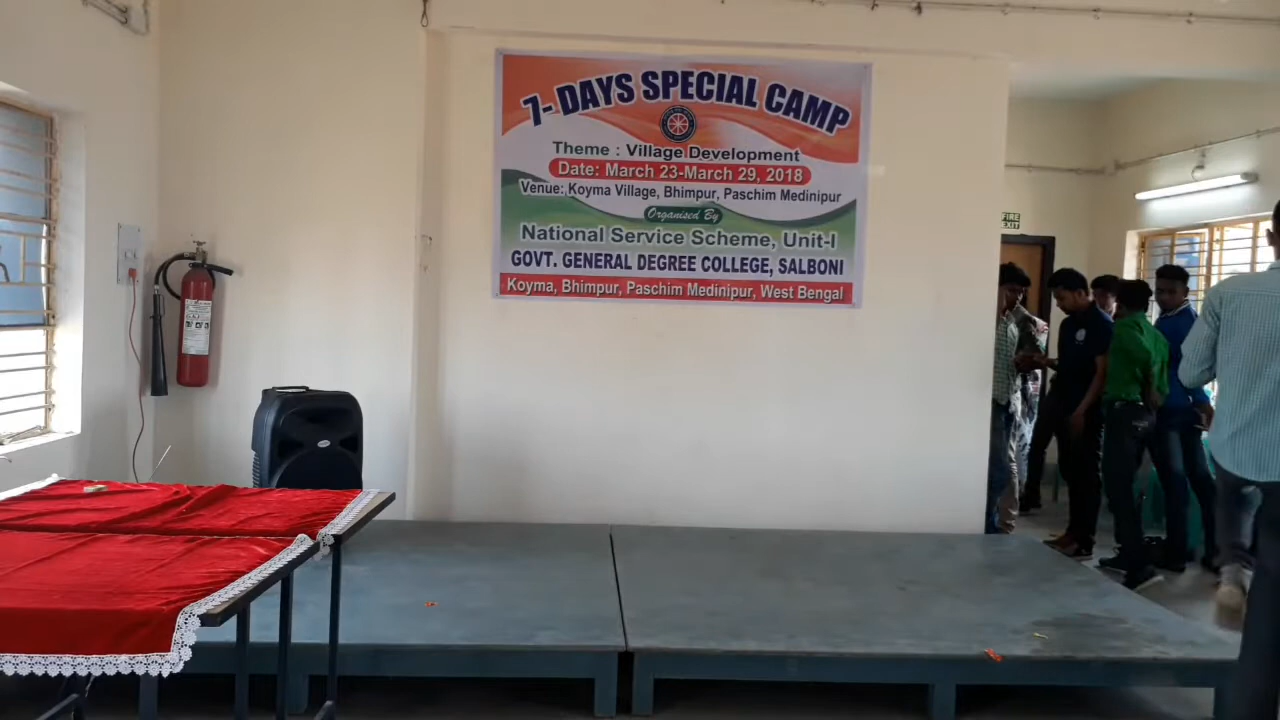 7- DAYS SPECIAL CAMP
Theme : Village Development
Date: March 23-March 29, 2018
Venue: Koyma Village, Bhimpur, Paschim Medinipur
Organised By
National Service Scheme, Unit-I
GOVT. GENERAL DEGREE COLLEGE, SALBONI
Koyma, Bhimpur, Paschim Medinipur, West Bengal
FIRE
EXIT